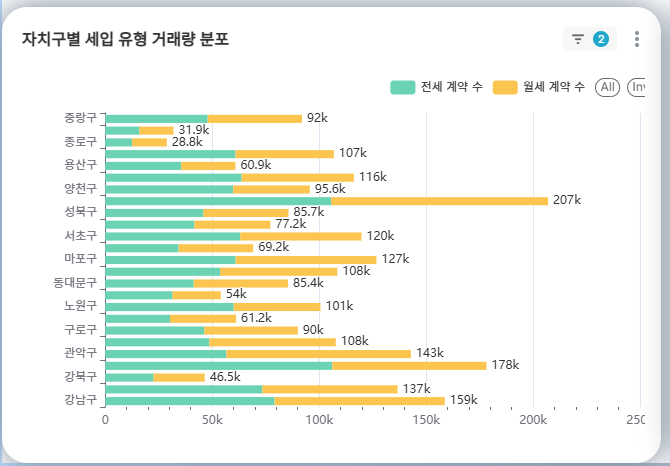 자치구별 세입 유형 거래량 분포
2
전세 계약 수 월세 계약 수 All Inv
중랑구 92k
31.9k
종로구 28.8k
107k
용산구 60.9k
116k
양천구 95.6k
207k
성북구 85.7k
77.2k
서초구 120k
69.2k
마포구 127k
108k
동대문구 85.4k
54k
노원구 101k
61.2k
구로구 90k
108k
관악구 143k
178k
강북구 46.5k
137k
강남구 159k
0 50k 100k 150k 200k 250